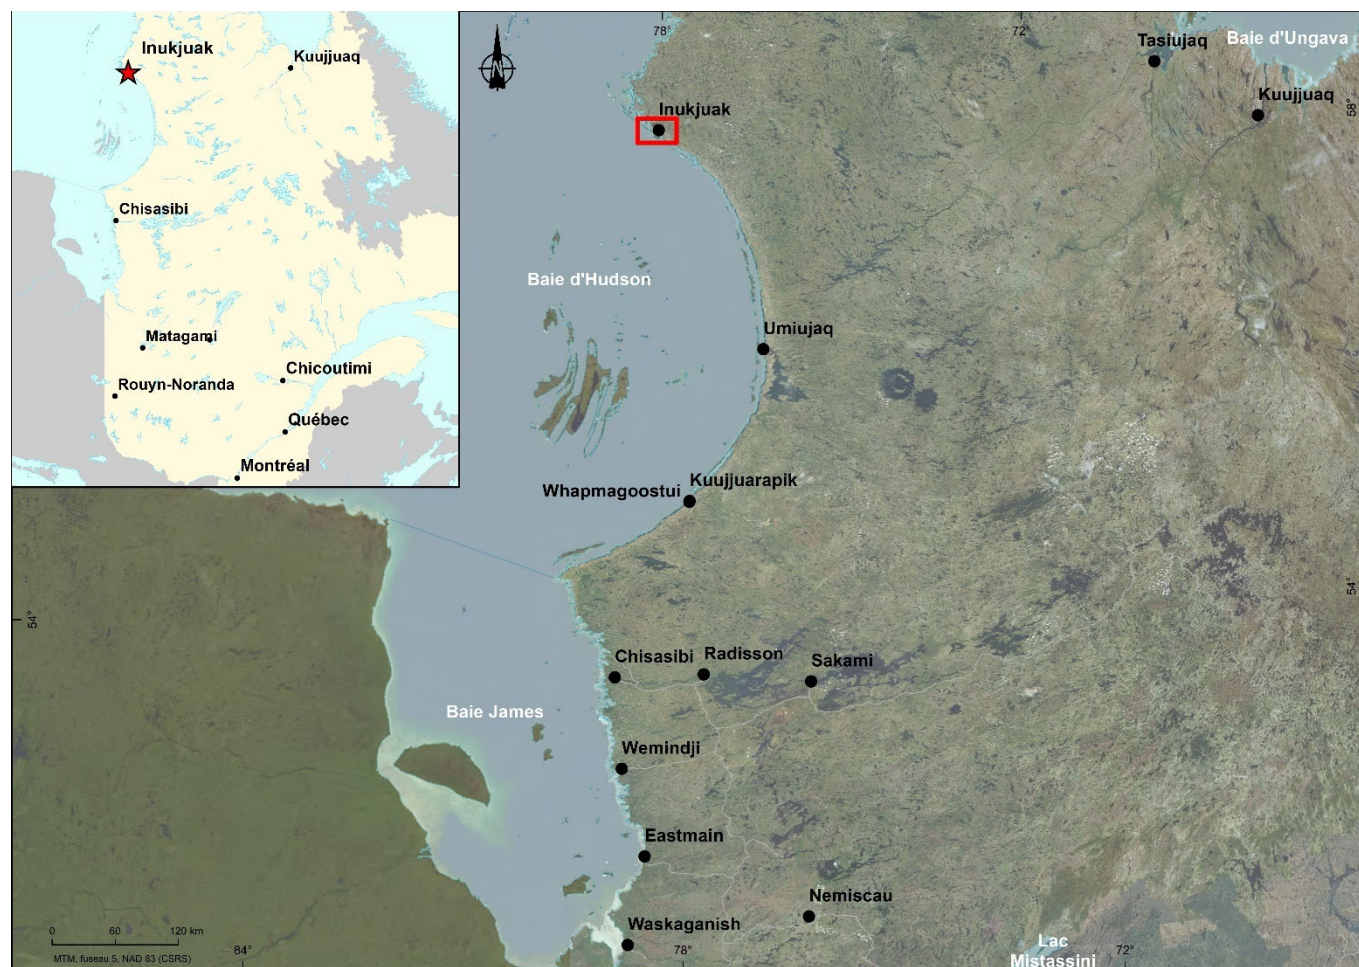 Inukjuak
Kuujjuaq
Chisasibi
Matagami
Rouyn-Noranda
Chicoutimi
Québec
Montréal
N
78°
72°
Tasiujaq
Baie d'Ungava
Kuujjuaq
58°
Inukjuak
Baie d'Hudson
Umiujaq
Whapmagoostui
Kuujjuarapik
54°
54°
Chisasibi
Radisson
Sakami
Baie James
Wemindji
Eastmain
Nemiscau
Waskaganish
Lac
Mistassini
0 60 120 km
MTM, fuseau 5, NAD 83 (CSRS)
84°
78°
72°